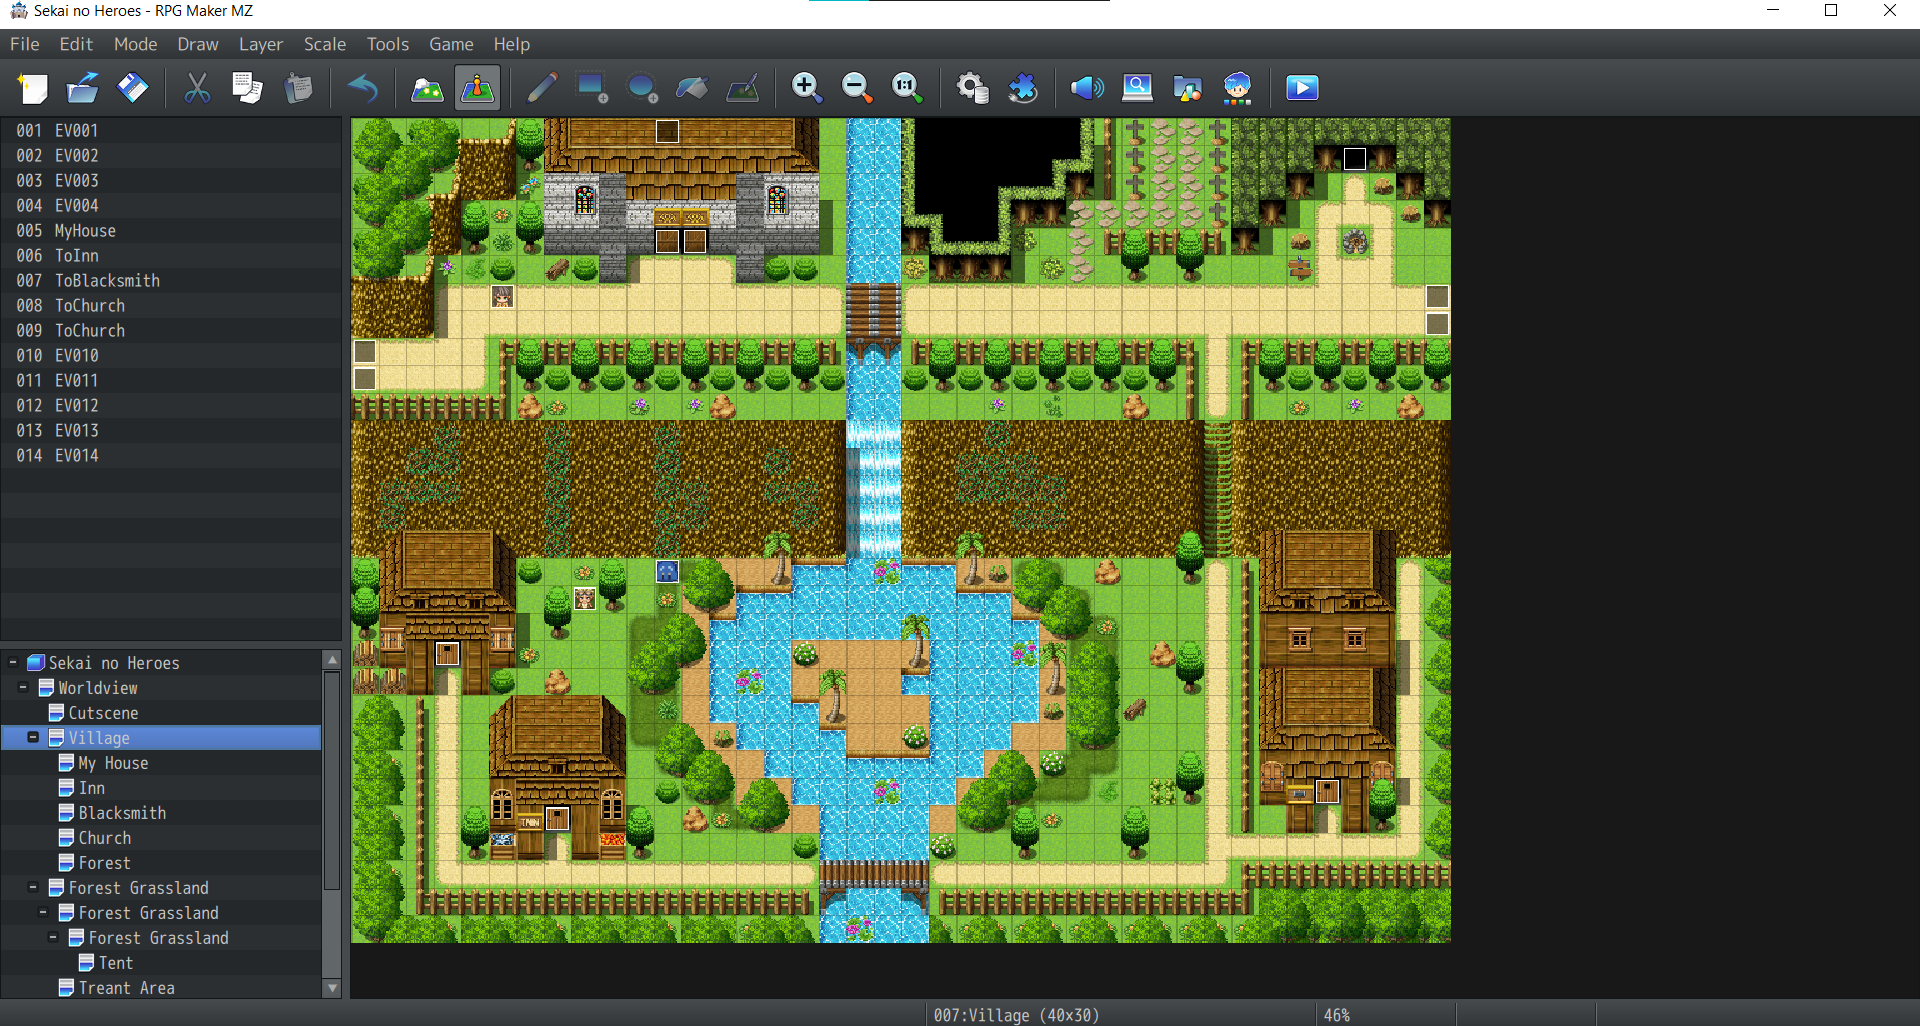 Sekai no Heroes - RPG Maker MZ
File Edit Mode Draw Layer Scale Tools Game Help
1:1
001 EV001
002 EV002
003 EV003
004 EV004
005 MyHouse
006 ToInn
007 ToBlacksmith
008 ToChurch
009 ToChurch
010 EV010
011 EV011
012 EV012
013 EV013
014 EV014
Sekai no Heroes
Worldview
Cutscene
Village
My House
Inn
Blacksmith
Church
Forest
Forest Grassland
Forest Grassland
Forest Grassland
Tent
Treant Area
007:Village (40x30) 46%